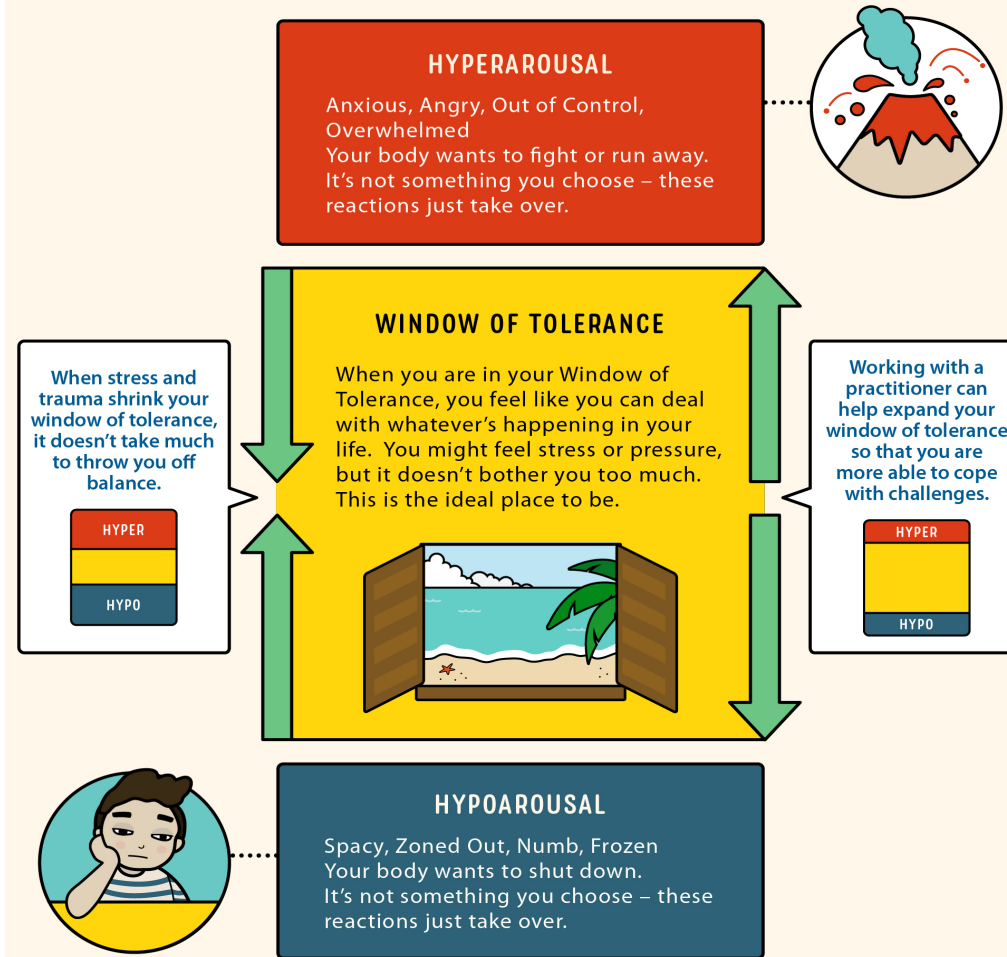 HYPERAROUSAL
Anxious, Angry, Out of Control,
Overwhelmed
Your body wants to fight or run away.
It’s not something you choose – these
reactions just take over.
WINDOW OF TOLERANCE
When you are in your Window of
Tolerance, you feel like you can deal
with whatever’s happening in your
life.  You might feel stress or pressure,
but it doesn’t bother you too much.
This is the ideal place to be.
When stress and
trauma shrink your
window of tolerance,
it doesn’t take much
to throw you off
balance.
HYPER
HYPO
Working with a
practitioner can
help expand your
window of tolerance
so that you are
more able to cope
with challenges.
HYPER
HYPO
HYPOAROUSAL
Spacy, Zoned Out, Numb, Frozen
Your body wants to shut down.
It’s not something you choose – these
reactions just take over.